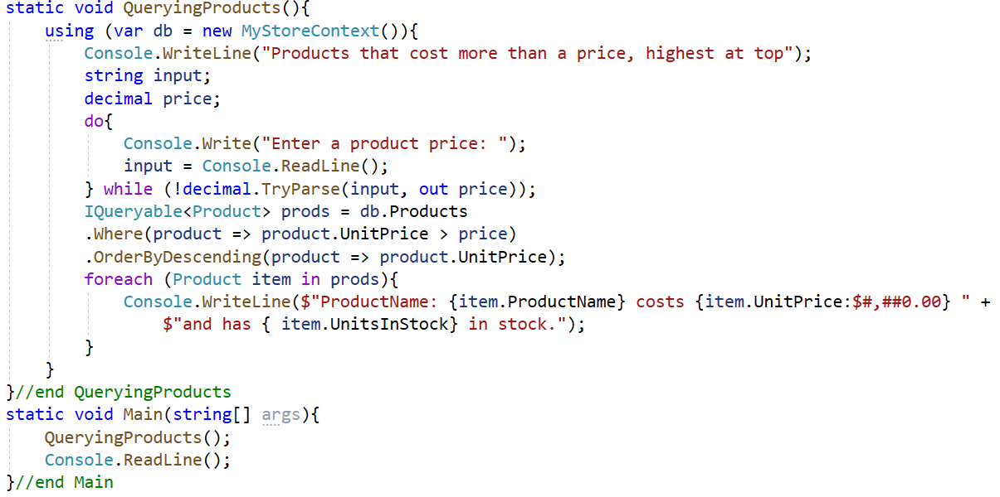 static void QueryingProducts(){
    using (var db = new MyStoreContext()){
        Console.WriteLine("Products that cost more than a price, highest at top");
        string input;
        decimal price;
        do{
            Console.Write("Enter a product price: ");
            input = Console.ReadLine();
        } while (!decimal.TryParse(input, out price));
        IQueryable<Product> prods = db.Products
        .Where(product => product.UnitPrice > price)
        .OrderByDescending(product => product.UnitPrice);
        foreach (Product item in prods){
            Console.WriteLine($"ProductName: {item.ProductName} costs {item.UnitPrice:$#,##0.00} " +
                $"and has { item.UnitsInStock} in stock.");
        }
    }
}//end QueryingProducts
static void Main(string[] args){
    QueryingProducts();
    Console.ReadLine();
}//end Main